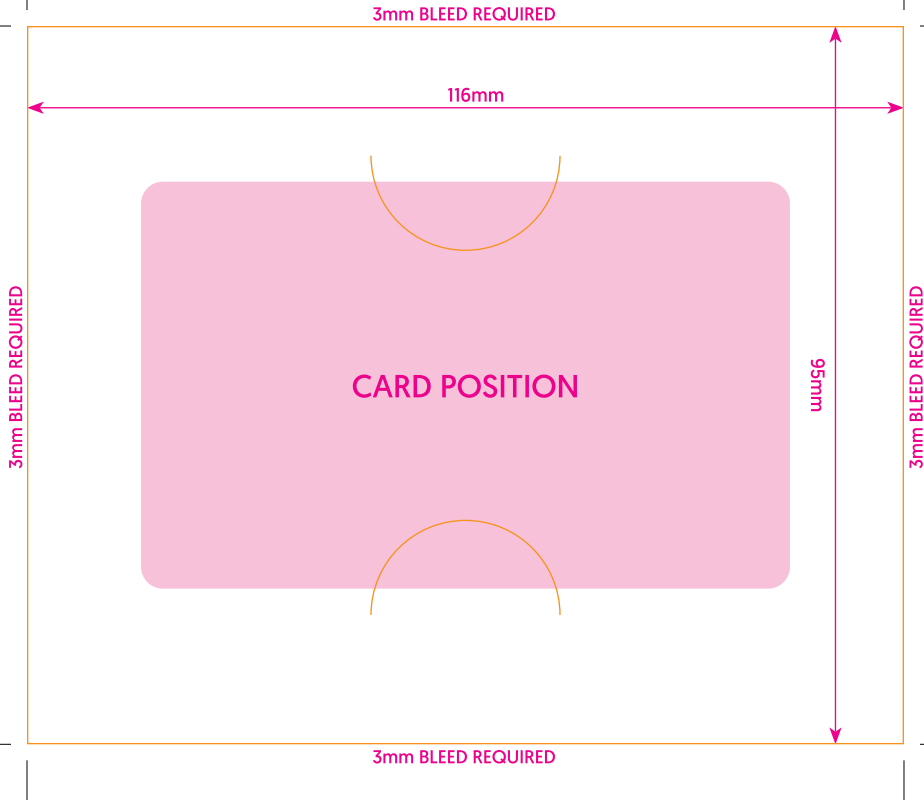 3mm BLEED REQUIRED
116mm
3mm BLEED REQUIRED
CARD POSITION
95mm
3mm BLEED REQUIRED
3mm BLEED REQUIRED